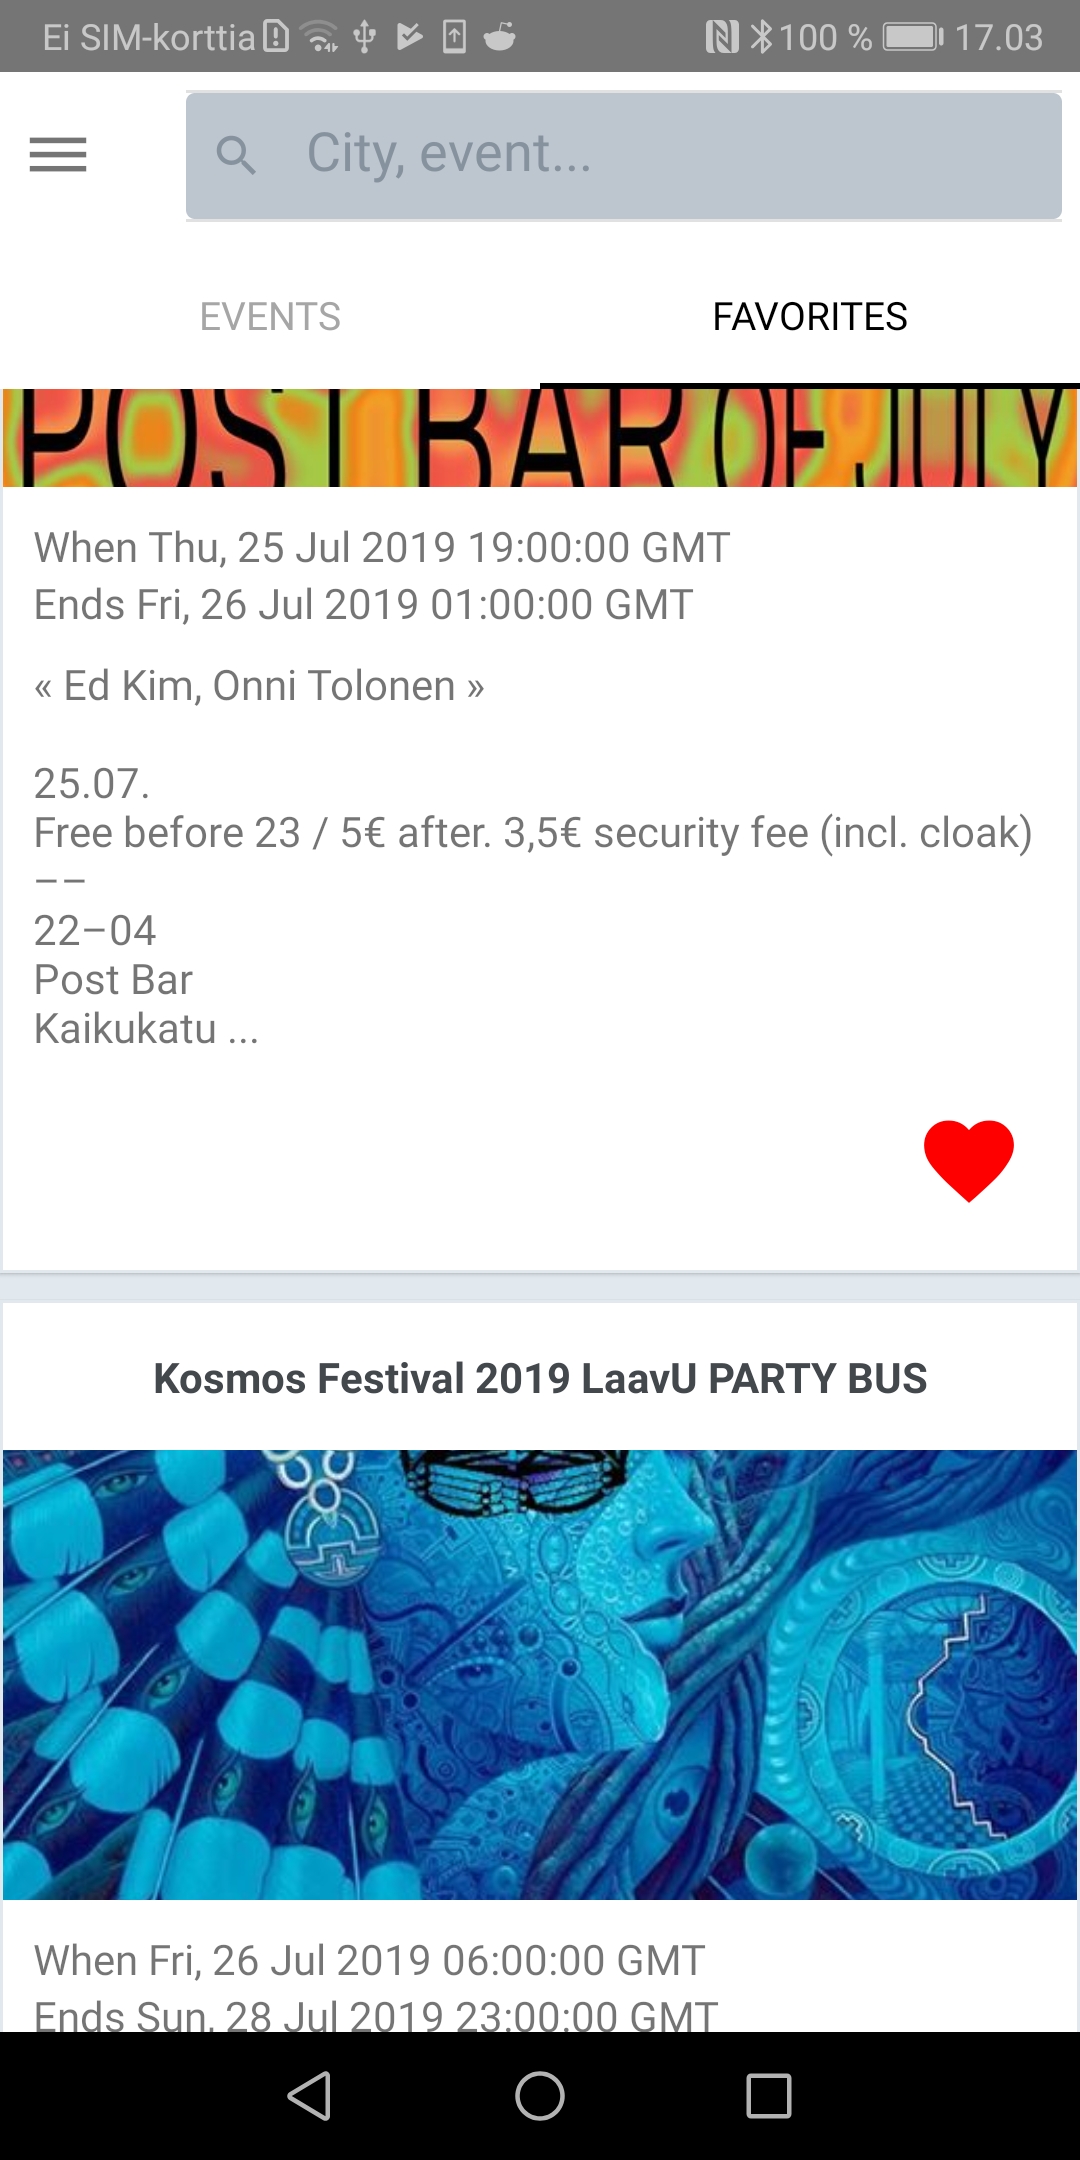 Ei SIM-korttia
100 %
17.03
City, event...
EVENTS
FAVORITES
POST BAR OF JULY
When Thu, 25 Jul 2019 19:00:00 GMT
Ends Fri, 26 Jul 2019 01:00:00 GMT
« Ed Kim, Onni Tolonen »
25.07.
Free before 23 / 5€ after. 3,5€ security fee (incl. cloak)
––
22–04
Post Bar
Kaikukatu ...
Kosmos Festival 2019 LaavU PARTY BUS
When Fri, 26 Jul 2019 06:00:00 GMT
Ends Sun, 28 Jul 2019 23:00:00 GMT